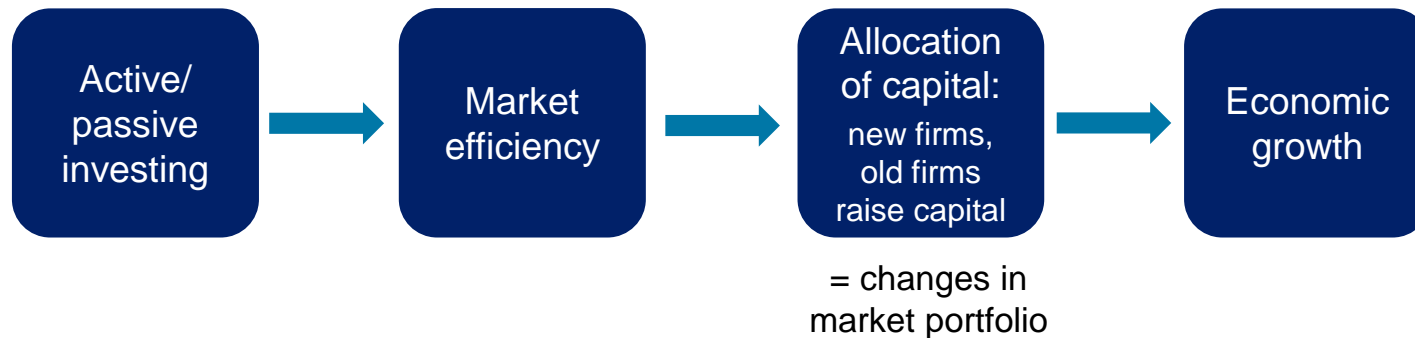 Active/
passive
investing
Market
efficiency
Allocation
of capital:
new firms,
old firms
raise capital
Economic
growth
= changes in
market portfolio